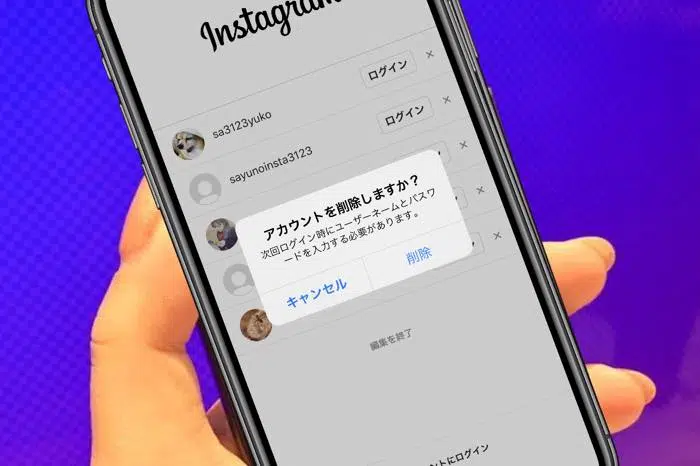 Instagram
sa3123yuko
ログイン
×
sayunoinsta3123
ログイン
×
×
×
×
アカウントを削除しますか？
次回ログイン時にユーザーネームとパスワ
ードを入力する必要があります。
キャンセル
削除
編集を終了
ントにログイン